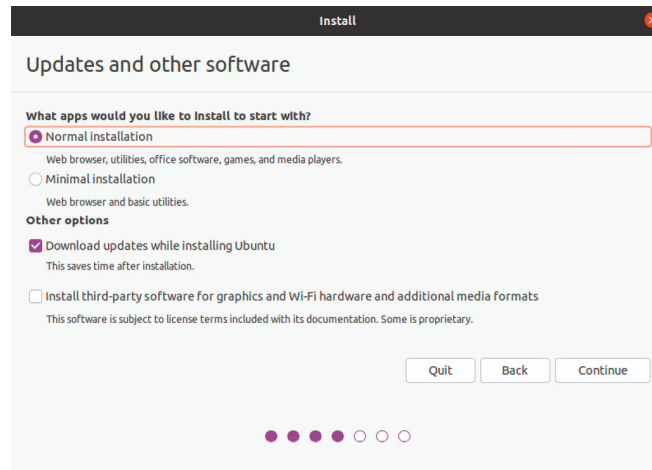 Install
Updates and other software
What apps would you like to install to start with?
Normal installation
Web browser, utilities, office software, games, and media players.
Minimal installation
Web browser and basic utilities.
Other options
Download updates while installing Ubuntu
This saves time after installation.
Install third-party software for graphics and Wi-Fi hardware and additional media formats
This software is subject to license terms included with its documentation. Some is proprietary.
Quit Back Continue